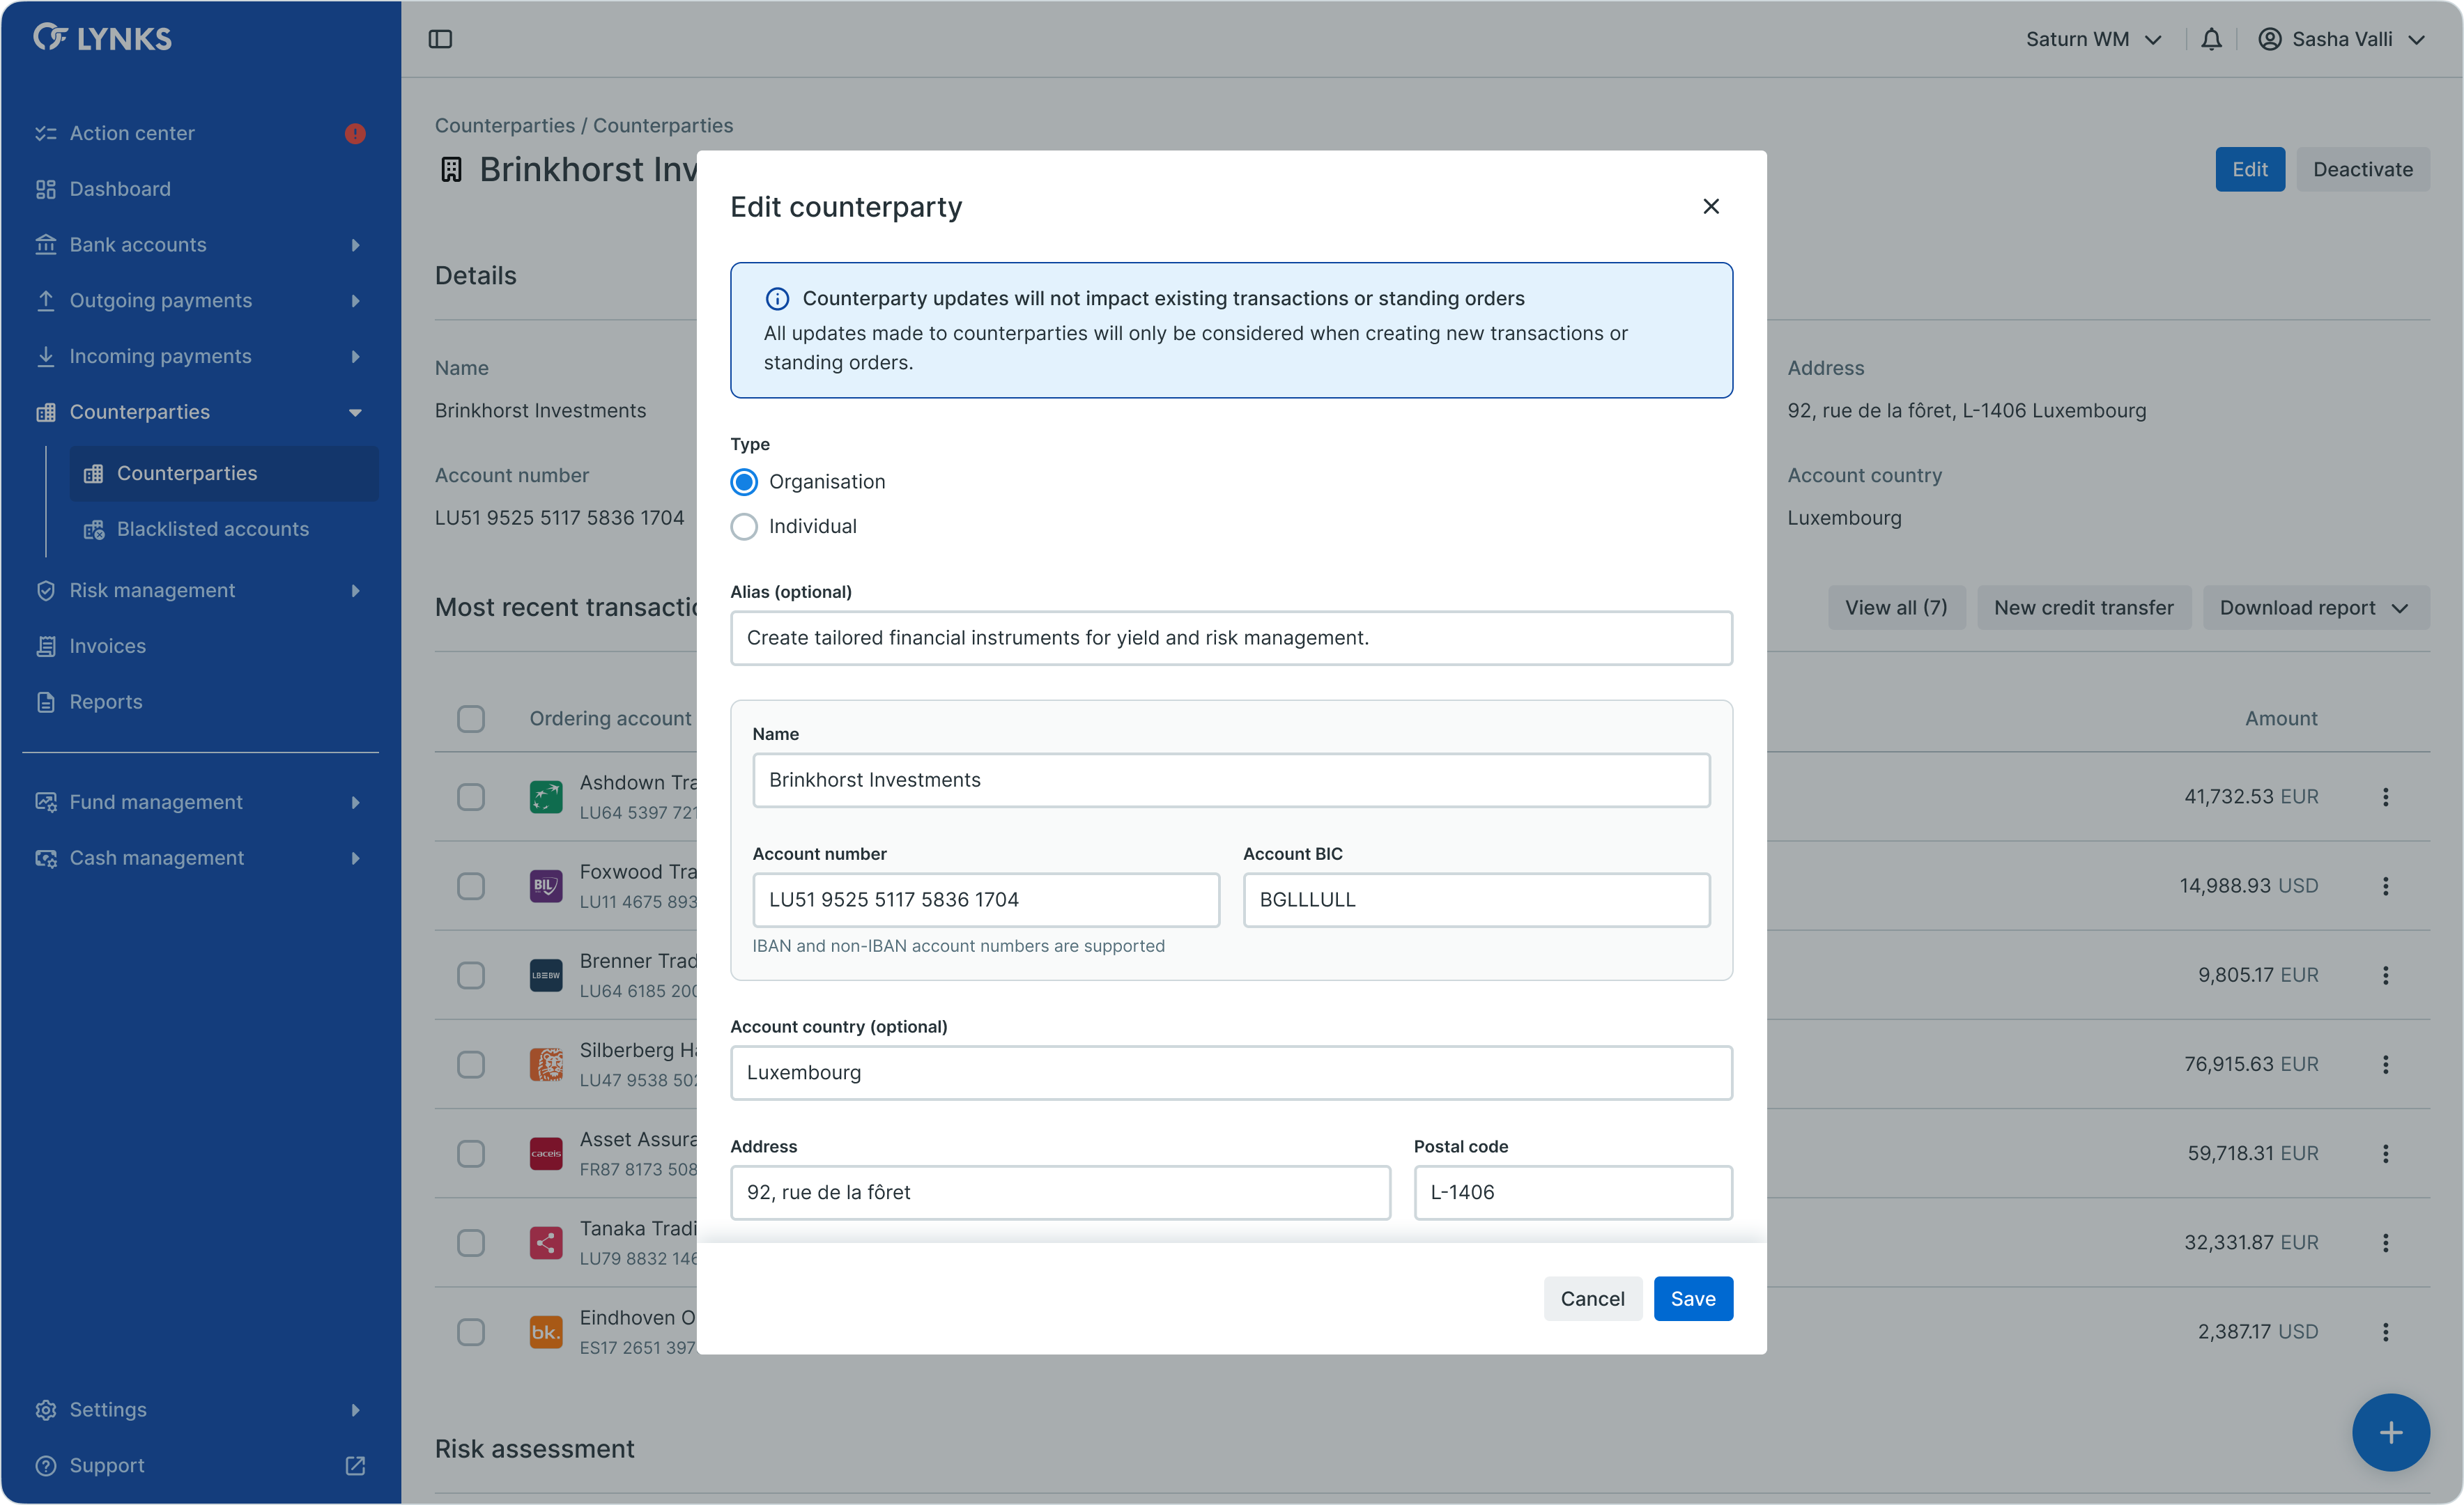 LYNKS
Saturn WM
Sasha Valli
Action center
Dashboard
Bank accounts
Outgoing payments
Incoming payments
Counterparties
Counterparties
Blacklisted accounts
Risk management
Invoices
Reports
Fund management
Cash management
Settings
Support
Counterparties / Counterparties
Brinkhorst Inv
Edit
Deactivate
Details
Name
Brinkhorst Investments
Address
92, rue de la fôret, L-1406 Luxembourg
Account number
LU51 9525 5117 5836 1704
Account country
Luxembourg
Most recent transactio
View all (7)
New credit transfer
Download report
Ordering account
Amount
Ashdown Tra
LU64 5397 721
41,732.53 EUR
BIL
Foxwood Tra
LU11 4675 893
14,988.93 USD
LB≡BW
Brenner Trad
LU64 6185 200
9,805.17 EUR
Silberberg Ha
LU47 9538 502
76,915.63 EUR
caceis
Asset Assura
FR87 8173 508
59,718.31 EUR
Tanaka Tradi
LU79 8832 146
32,331.87 EUR
bk.
Eindhoven O
ES17 2651 397
2,387.17 USD
Risk assessment
Edit counterparty
Counterparty updates will not impact existing transactions or standing orders
All updates made to counterparties will only be considered when creating new transactions or
standing orders.
Type
Organisation
Individual
Alias (optional)
Create tailored financial instruments for yield and risk management.
Name
Brinkhorst Investments
Account number
Account BIC
LU51 9525 5117 5836 1704
BGLLLULL
IBAN and non-IBAN account numbers are supported
Account country (optional)
Luxembourg
Address
Postal code
92, rue de la fôret
L-1406
Cancel
Save